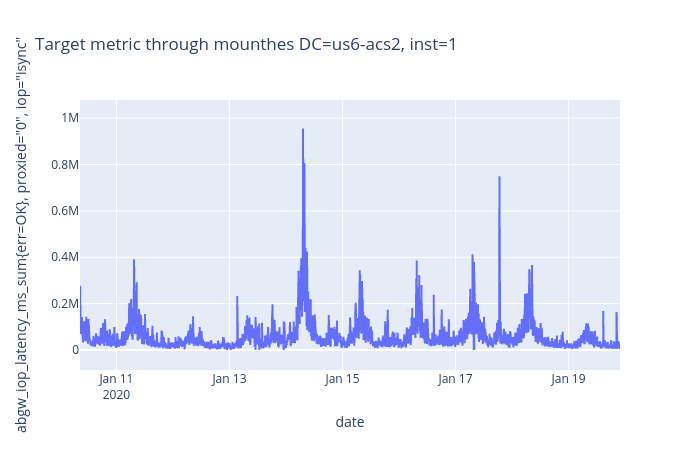 Target metric through mounthes DC=us6-acs2, inst=1
abgw_iop_latency_ms_sum{err=OK}, proxied="0", iop="isync"
1M
0.8M
0.6M
0.4M
0.2M
0
Jan 11
2020
Jan 13
Jan 15
Jan 17
Jan 19
date